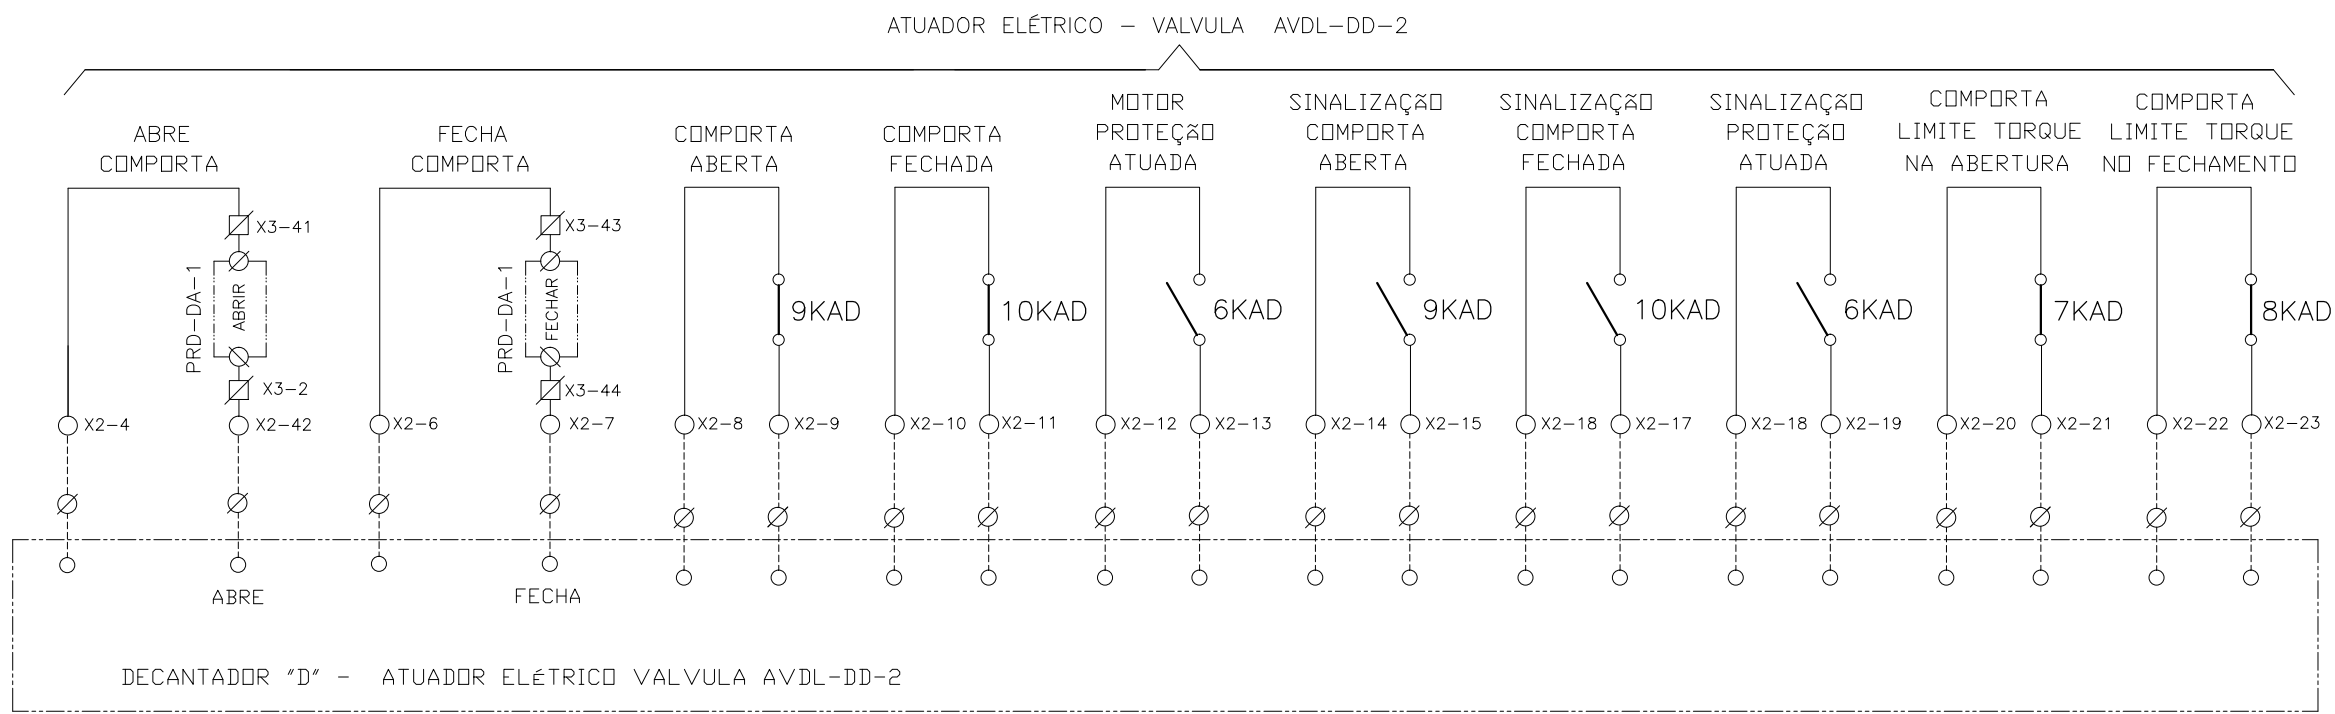 ATUADOR ELÉTRICO - VALVULA AVDL-DD-2
ABRE
COMPORTA
FECHA
COMPORTA
COMPORTA
ABERTA
COMPORTA
FECHADA
MOTOR
PROTEÇÃO
ATUADA
SINALIZAÇÃO
COMPORTA
ABERTA
SINALIZAÇÃO
COMPORTA
FECHADA
SINALIZAÇÃO
PROTEÇÃO
ATUADA
COMPORTA
LIMITE TORQUE
NA ABERTURA
COMPORTA
LIMITE TORQUE
NO FECHAMENTO
X3-41
X3-43
PRD-DA-1
ABRIR
PRD-DA-1
FECHAR
9KAD
10KAD
6KAD
9KAD
10KAD
6KAD
7KAD
8KAD
X3-2
X3-44
X2-4
X2-42
X2-6
X2-7
X2-8
X2-9
X2-10
X2-11
X2-12
X2-13
X2-14
X2-15
X2-18
X2-17
X2-18
X2-19
X2-20
X2-21
X2-22
X2-23
ABRE
FECHA
DECANTADOR "D" - ATUADOR ELÉTRICO VALVULA AVDL-DD-2